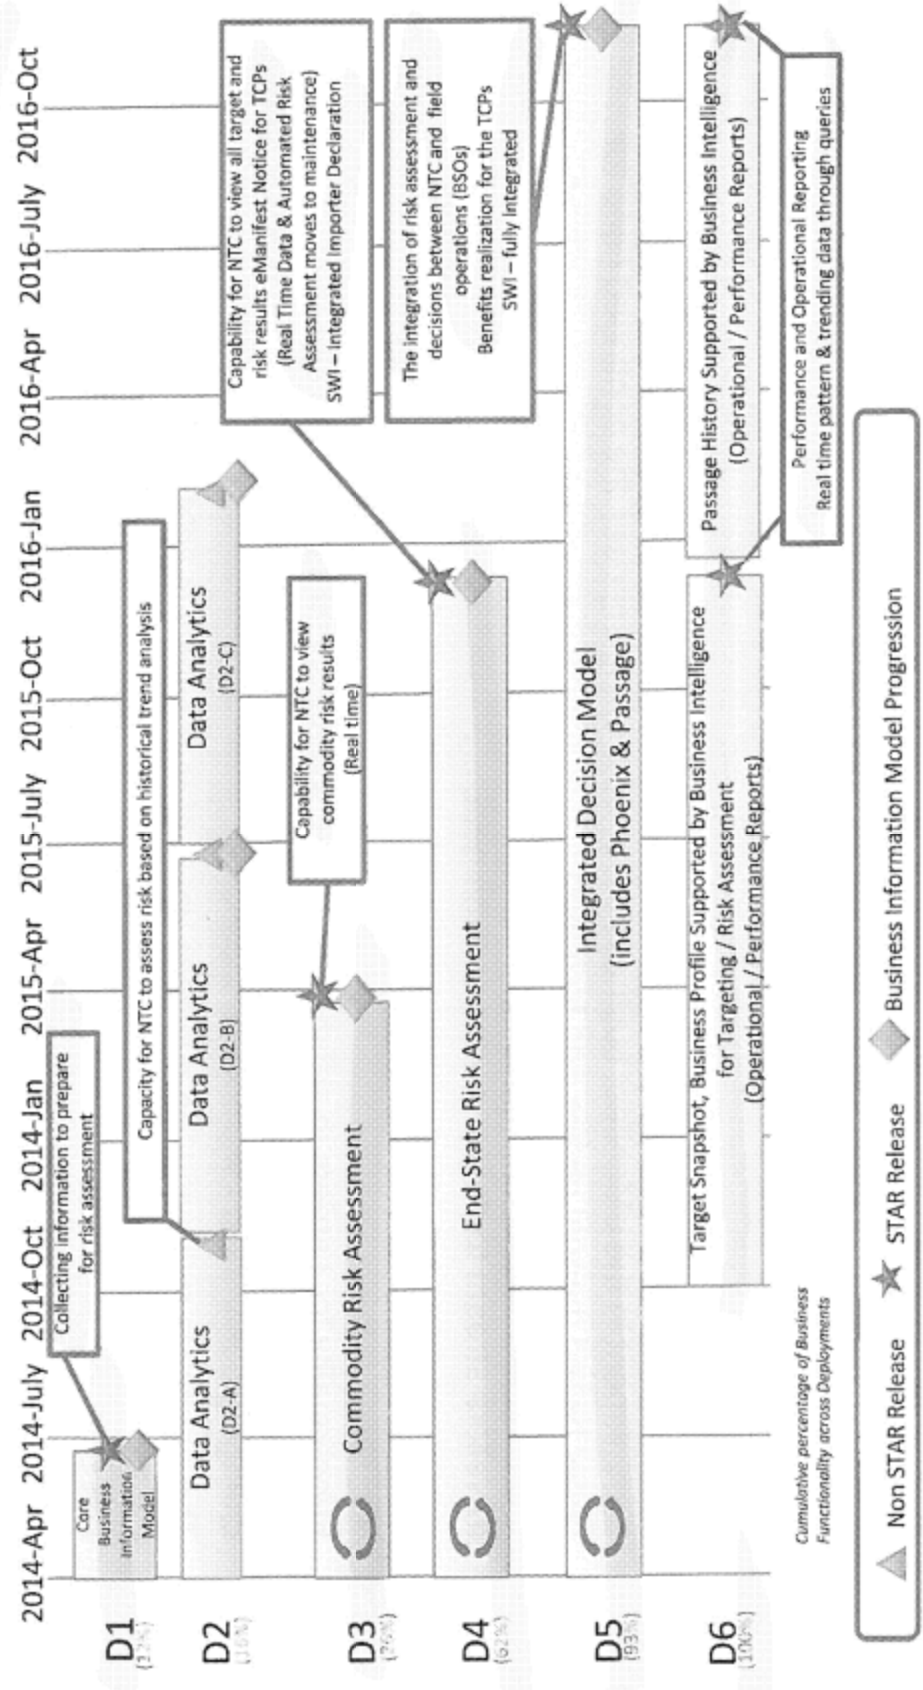 2014-Apr 2014-July 2014-Oct 2014-Jan 2015-Apr 2015-July 2015-Oct 2016-Jan 2016-Apr 2016-July 2016-Oct
D1
Core
Business
Information
Model
Collecting information to prepare
for risk assessment
Capacity for NTC to assess risk based on historical trend analysis
D2
Data Analytics
(D2-A)
Data Analytics
(D2-B)
Data Analytics
(D2-C)
Capability for NTC to view all target and
risk results eManifest Notice for TCPs
(Real Time Data & Automated Risk
Assessment moves to maintenance)
SWI – Integrated Importer Declaration
Capability for NTC to view
commodity risk results
(Real time)
D3
Commodity Risk Assessment
The integration of risk assessment and
decisions between NTC and field
operations (BSOs)
Benefits realization for the TCPs
SWI – fully Integrated
D4
(62%)
End-State Risk Assessment
D5
(93%)
Integrated Decision Model
(includes Phoenix & Passage)
D6
(100%)
Target Snapshot, Business Profile Supported by Business Intelligence
for Targeting / Risk Assessment
(Operational / Performance Reports)
Passage History Supported by Business Intelligence
(Operational / Performance Reports)
Performance and Operational Reporting
Real time pattern & trending data through queries
Cumulative percentage of Business
Functionality across Deployments
Non STAR Release
STAR Release
Business Information Model Progression